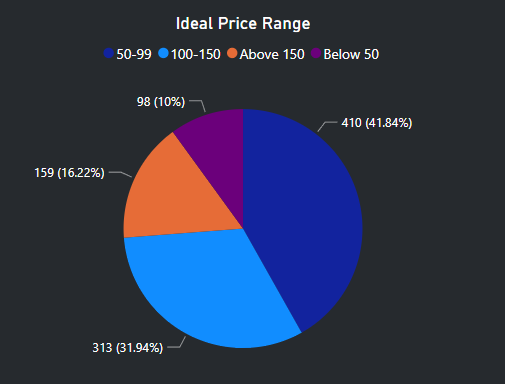 Ideal Price Range
50-99 100-150 Above 150 Below 50
98 (10%)
410 (41.84%)
159 (16.22%)
313 (31.94%)